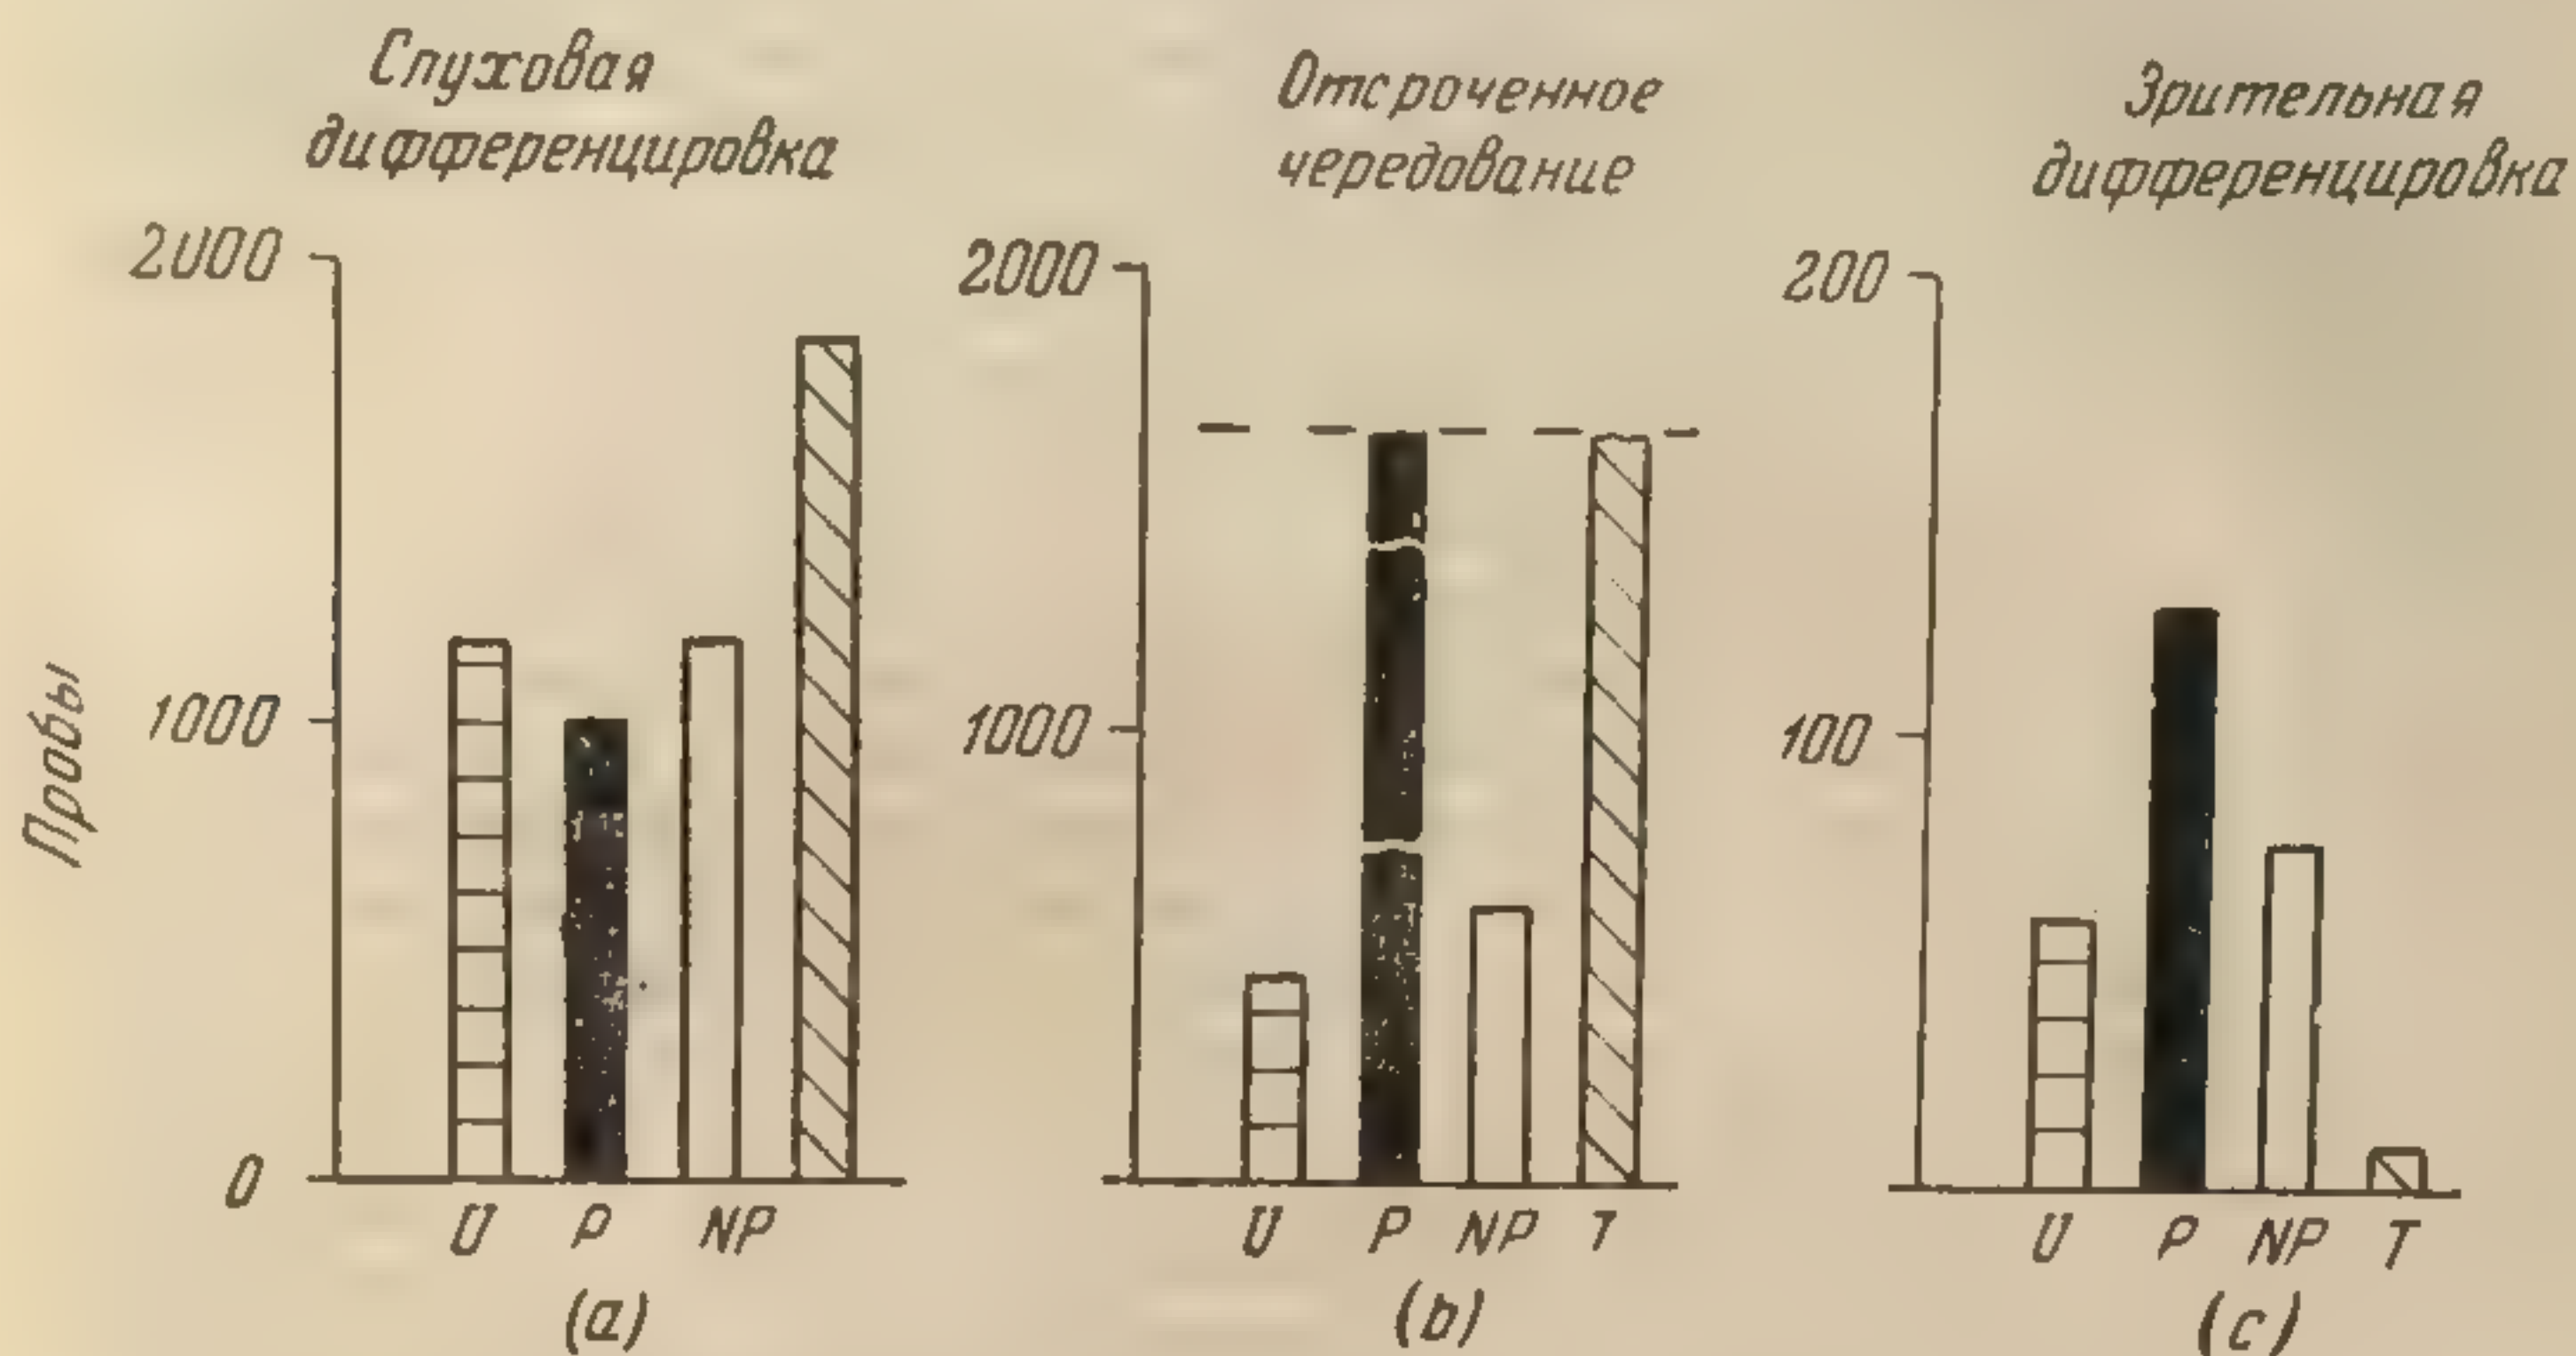 Слуховая
дифференцировка
Отсроченное
чередование
Зрительная
дифференцировка
Пробы
2000
1000
0
U P NP
(a)
2000
1000
U P NP T
(b)
200
100
U P NP T
(c)